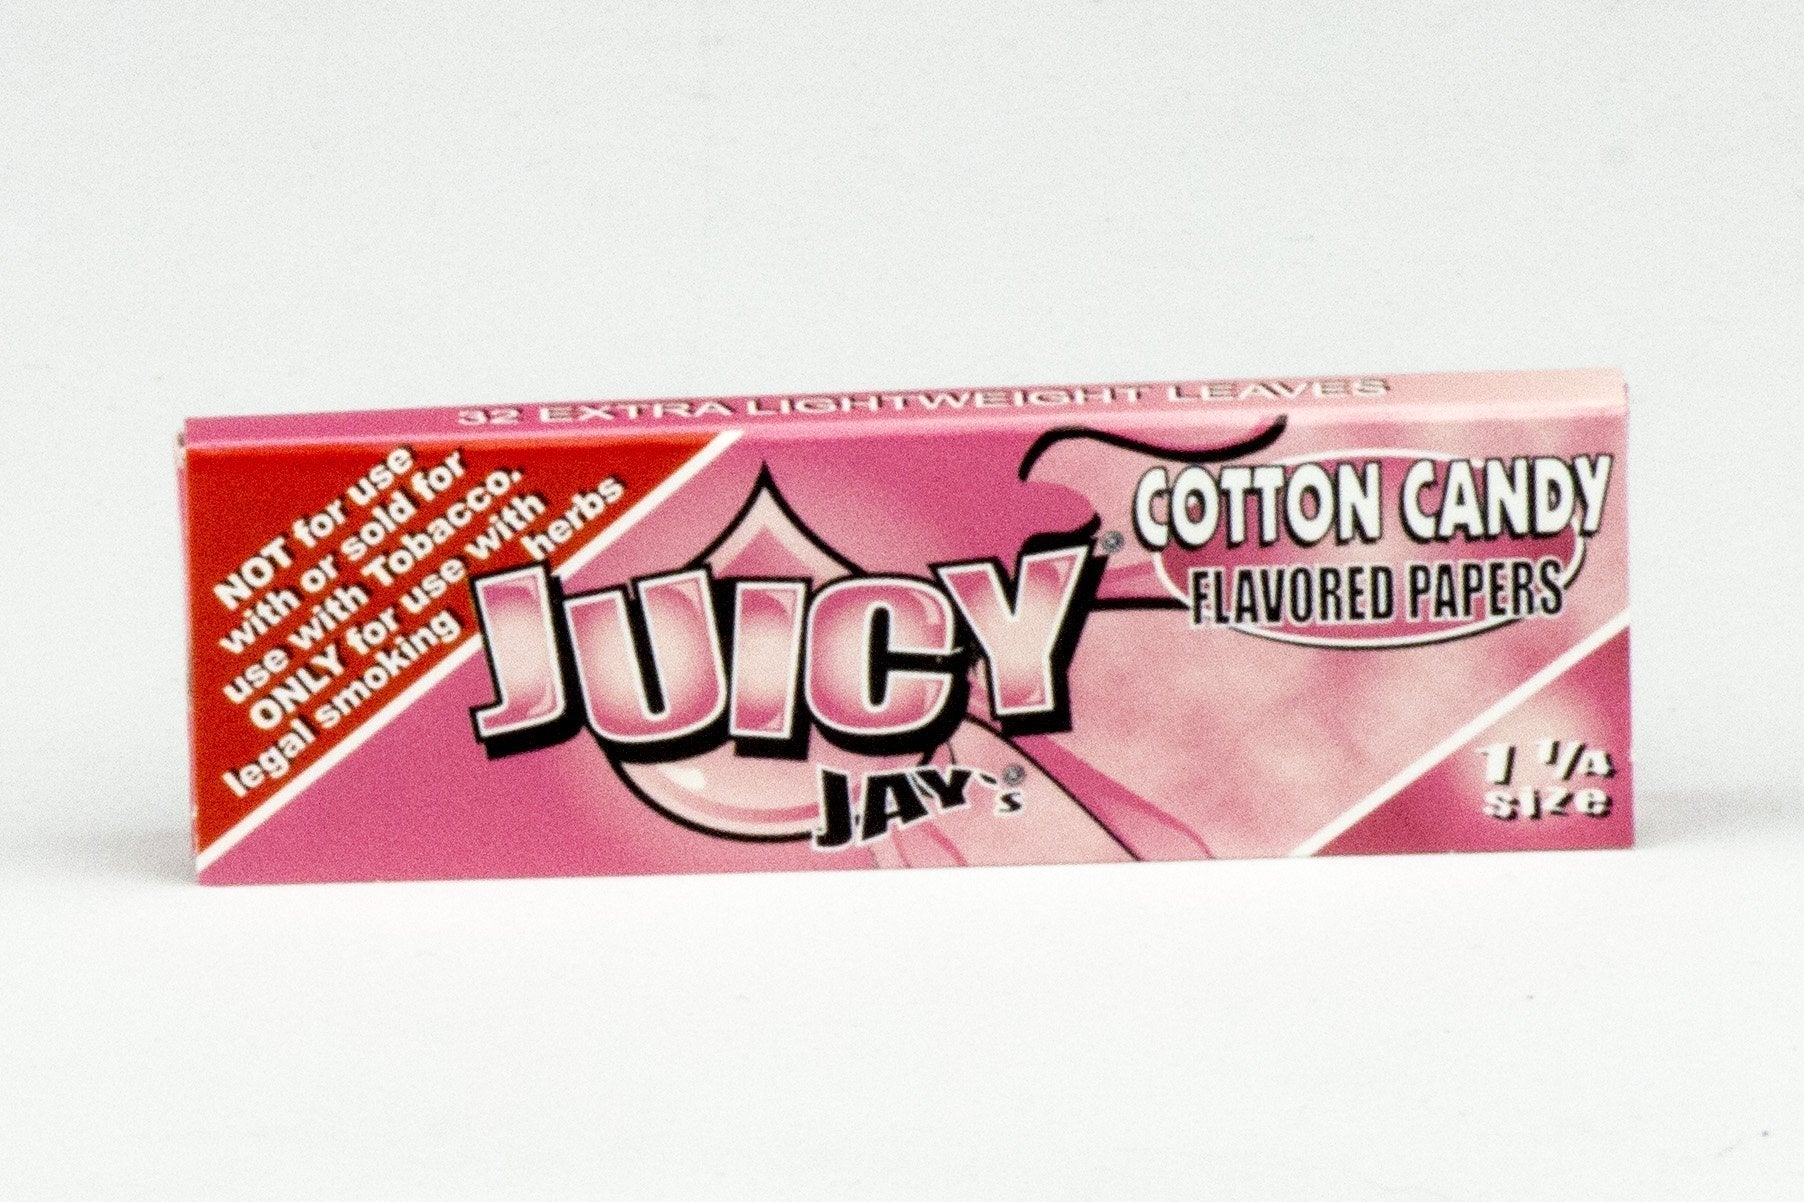 32 EXTRA LIGHTWEIGHT LEAVES
NOT for use
with or sold for
use with Tobacco.
ONLY for use with
legal smoking herbs
JUICY®
JAY's®
COTTON CANDY
FLAVORED PAPERS
1 1/4
size